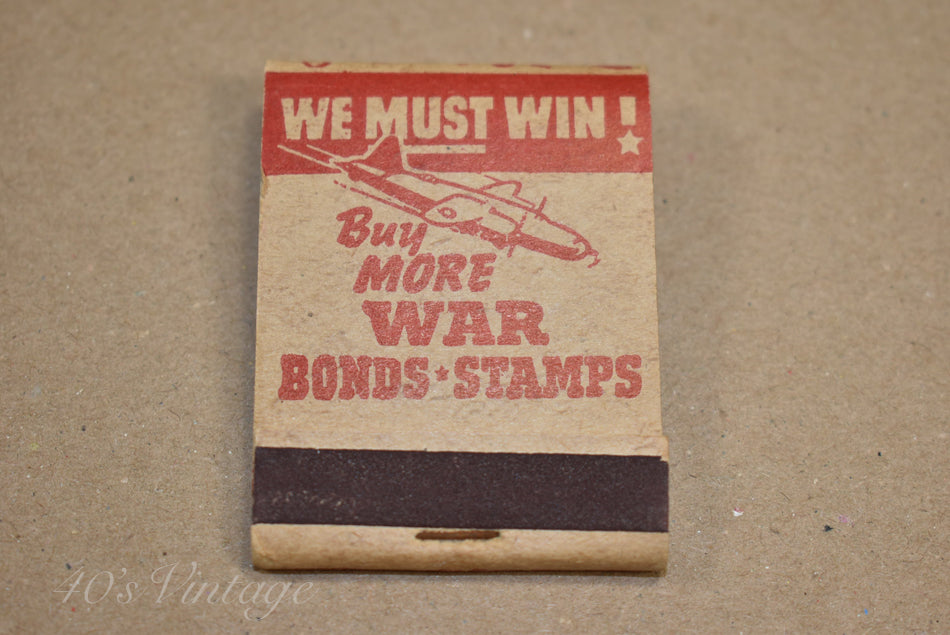 WE MUST WIN!
Buy
MORE
WAR
BONDS★STAMPS
40's Vintage